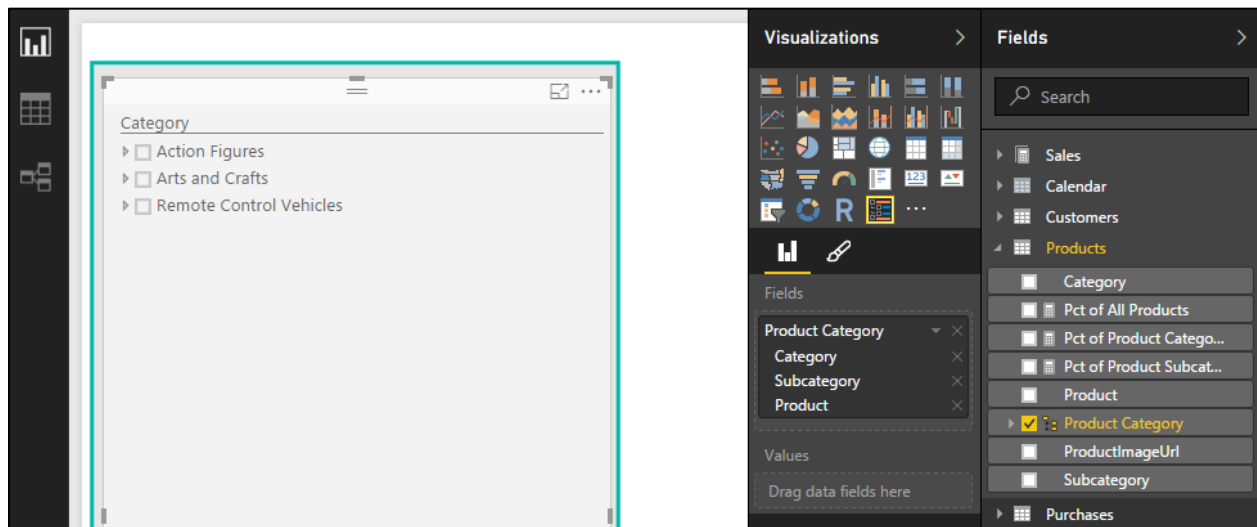 Category
Action Figures
Arts and Crafts
Remote Control Vehicles
Visualizations
123
R
Fields
Product Category
Category
Subcategory
Product
Values
Drag data fields here
Fields
Search
Sales
Calendar
Customers
Products
Category
Pct of All Products
Pct of Product Catego...
Pct of Product Subcat...
Product
Product Category
ProductImageUrl
Subcategory
Purchases